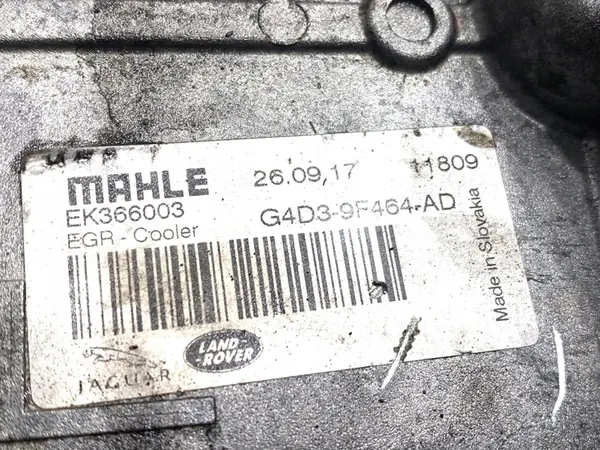 MAHLE 26.09,17 11809
EK366003 G4D3-9F464-AD
EGR - Cooler
Made in Slovakia
JAGUAR
LAND-
-ROVER